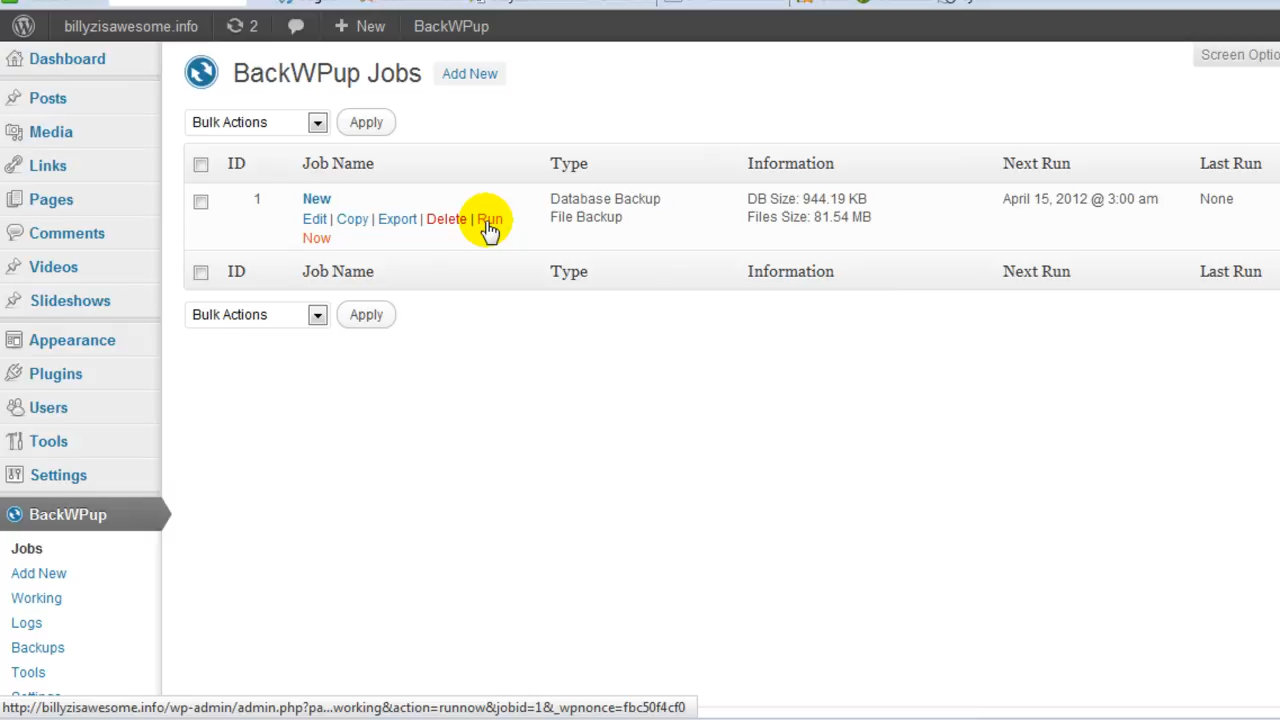 billyzisawesome.info 2 New BackWPup
Dashboard
Posts
Media
Links
Pages
Comments
Videos
Slideshows
Appearance
Plugins
Users
Tools
Settings
BackWPup
Jobs
Add New
Working
Logs
Backups
Tools
Settings
Screen Optio
BackWPup Jobs Add New
Bulk Actions Apply
ID Job Name Type Information Next Run Last Run
1 New Database Backup DB Size: 944.19 KB April 15, 2012 @ 3:00 am None
Edit | Copy | Export | Delete | Run File Backup Files Size: 81.54 MB
Now
ID Job Name Type Information Next Run Last Run
Bulk Actions Apply
http://billyzisawesome.info/wp-admin/admin.php?pa...working&action=runnow&jobid=1&_wpnonce=fbc50f4cf0